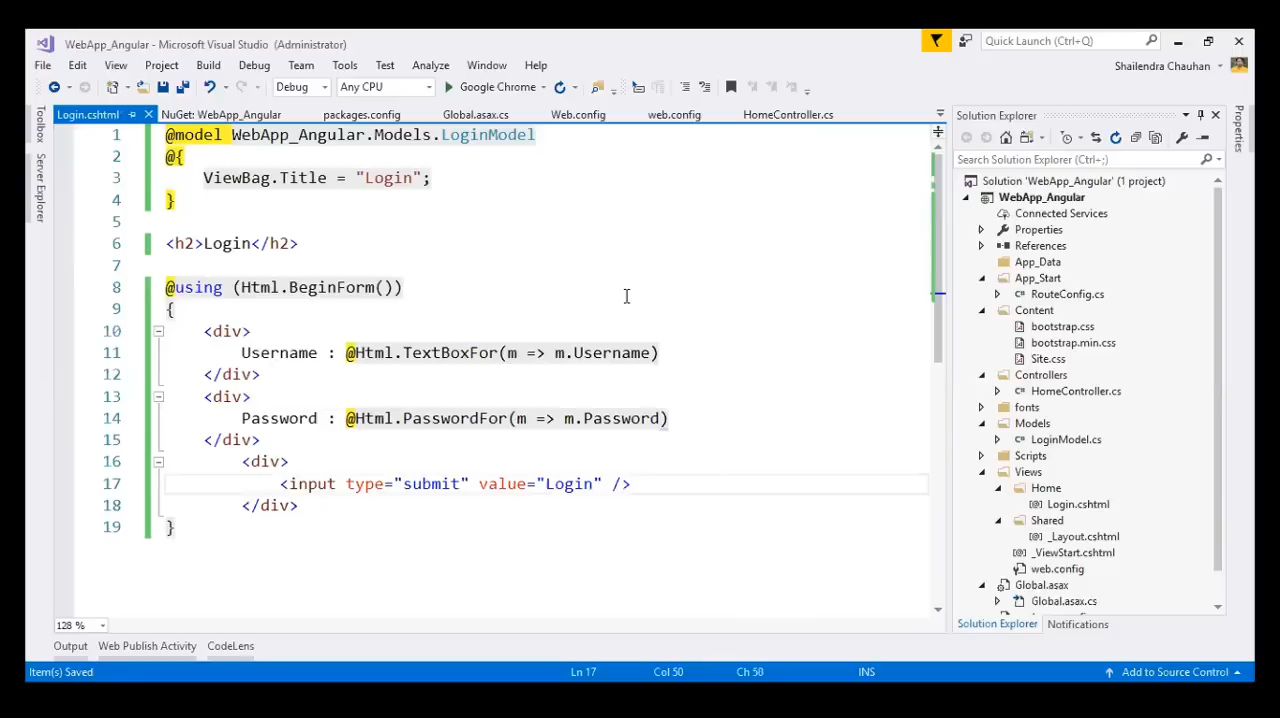 WebApp_Angular - Microsoft Visual Studio (Administrator)
Quick Launch (Ctrl+Q)
File Edit View Project Build Debug Team Tools Test Analyze Window Help
Shailendra Chauhan
Debug Any CPU Google Chrome
Login.cshtml NuGet: WebApp_Angular packages.config Global.asax.cs Web.config web.config HomeController.cs
Toolbox
Server Explorer
1 @model WebApp_Angular.Models.LoginModel
2 @{
3 ViewBag.Title = "Login";
4 }
5
6 <h2>Login</h2>
7
8 @using (Html.BeginForm())
9 {
10 <div>
11 Username : @Html.TextBoxFor(m => m.Username)
12 </div>
13 <div>
14 Password : @Html.PasswordFor(m => m.Password)
15 </div>
16 <div>
17 <input type="submit" value="Login" />
18 </div>
19 }
128 %
Solution Explorer
Search Solution Explorer (Ctrl+;)
Solution 'WebApp_Angular' (1 project)
WebApp_Angular
Connected Services
Properties
References
App_Data
App_Start
RouteConfig.cs
Content
bootstrap.css
bootstrap.min.css
Site.css
Controllers
HomeController.cs
fonts
Models
LoginModel.cs
Scripts
Views
Home
Login.cshtml
Shared
_Layout.cshtml
_ViewStart.cshtml
web.config
Global.asax
Global.asax.cs
Solution Explorer Notifications
Properties
Output Web Publish Activity CodeLens
Item(s) Saved Ln 17 Col 50 Ch 50 INS Add to Source Control